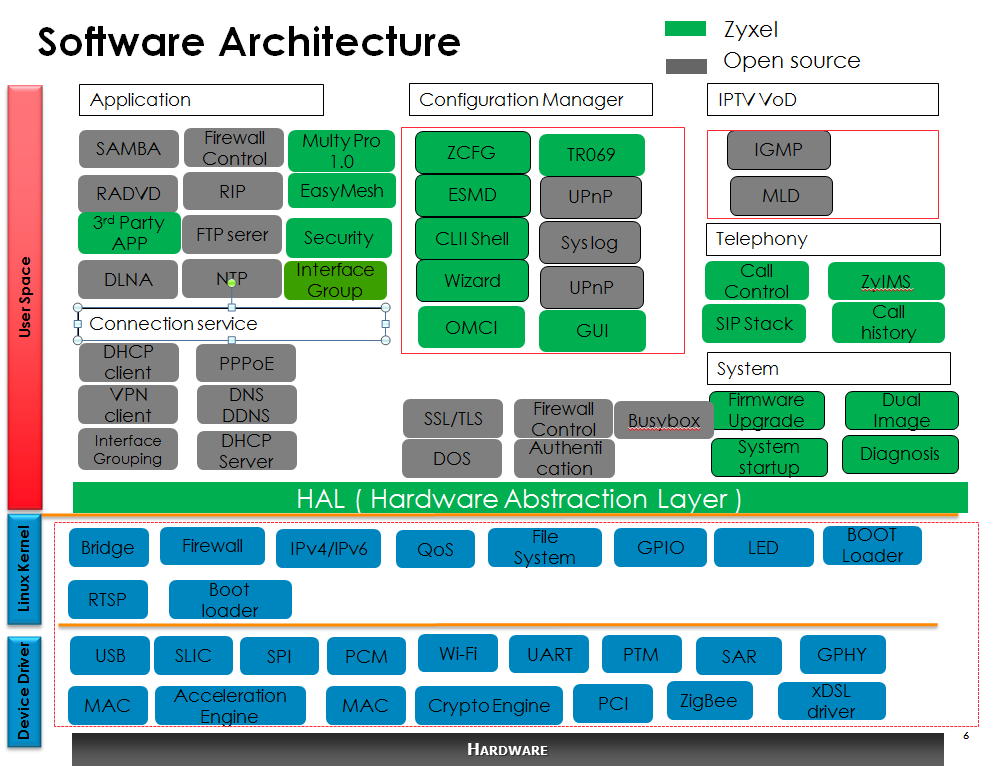 Software Architecture
Zyxel
Open source
User Space
Application
SAMBA
Firewall
Control
Multy Pro
1.0
RADVD
RIP
EasyMesh
3rd Party
APP
FTP serer
Security
DLNA
NTP
Interface
Group
Connection service
DHCP
client
PPPoE
VPN
client
DNS
DDNS
Interface
Grouping
DHCP
Server
Configuration Manager
ZCFG
TR069
ESMD
UPnP
CLII Shell
Sys log
Wizard
UPnP
OMCI
GUI
SSL/TLS
Firewall
Control
Busybox
DOS
Authenti
cation
IPTV VoD
IGMP
MLD
Telephony
Call
Control
ZyIMS
SIP Stack
Call
history
System
Firmware
Upgrade
Dual
Image
System
startup
Diagnosis
HAL ( Hardware Abstraction Layer )
Linux Kernel
Bridge
Firewall
IPv4/IPv6
QoS
File
System
GPIO
LED
BOOT
Loader
RTSP
Boot
loader
Device Driver
USB
SLIC
SPI
PCM
Wi-Fi
UART
PTM
SAR
GPHY
MAC
Acceleration
Engine
MAC
Crypto Engine
PCI
ZigBee
xDSL
driver
HARDWARE
6